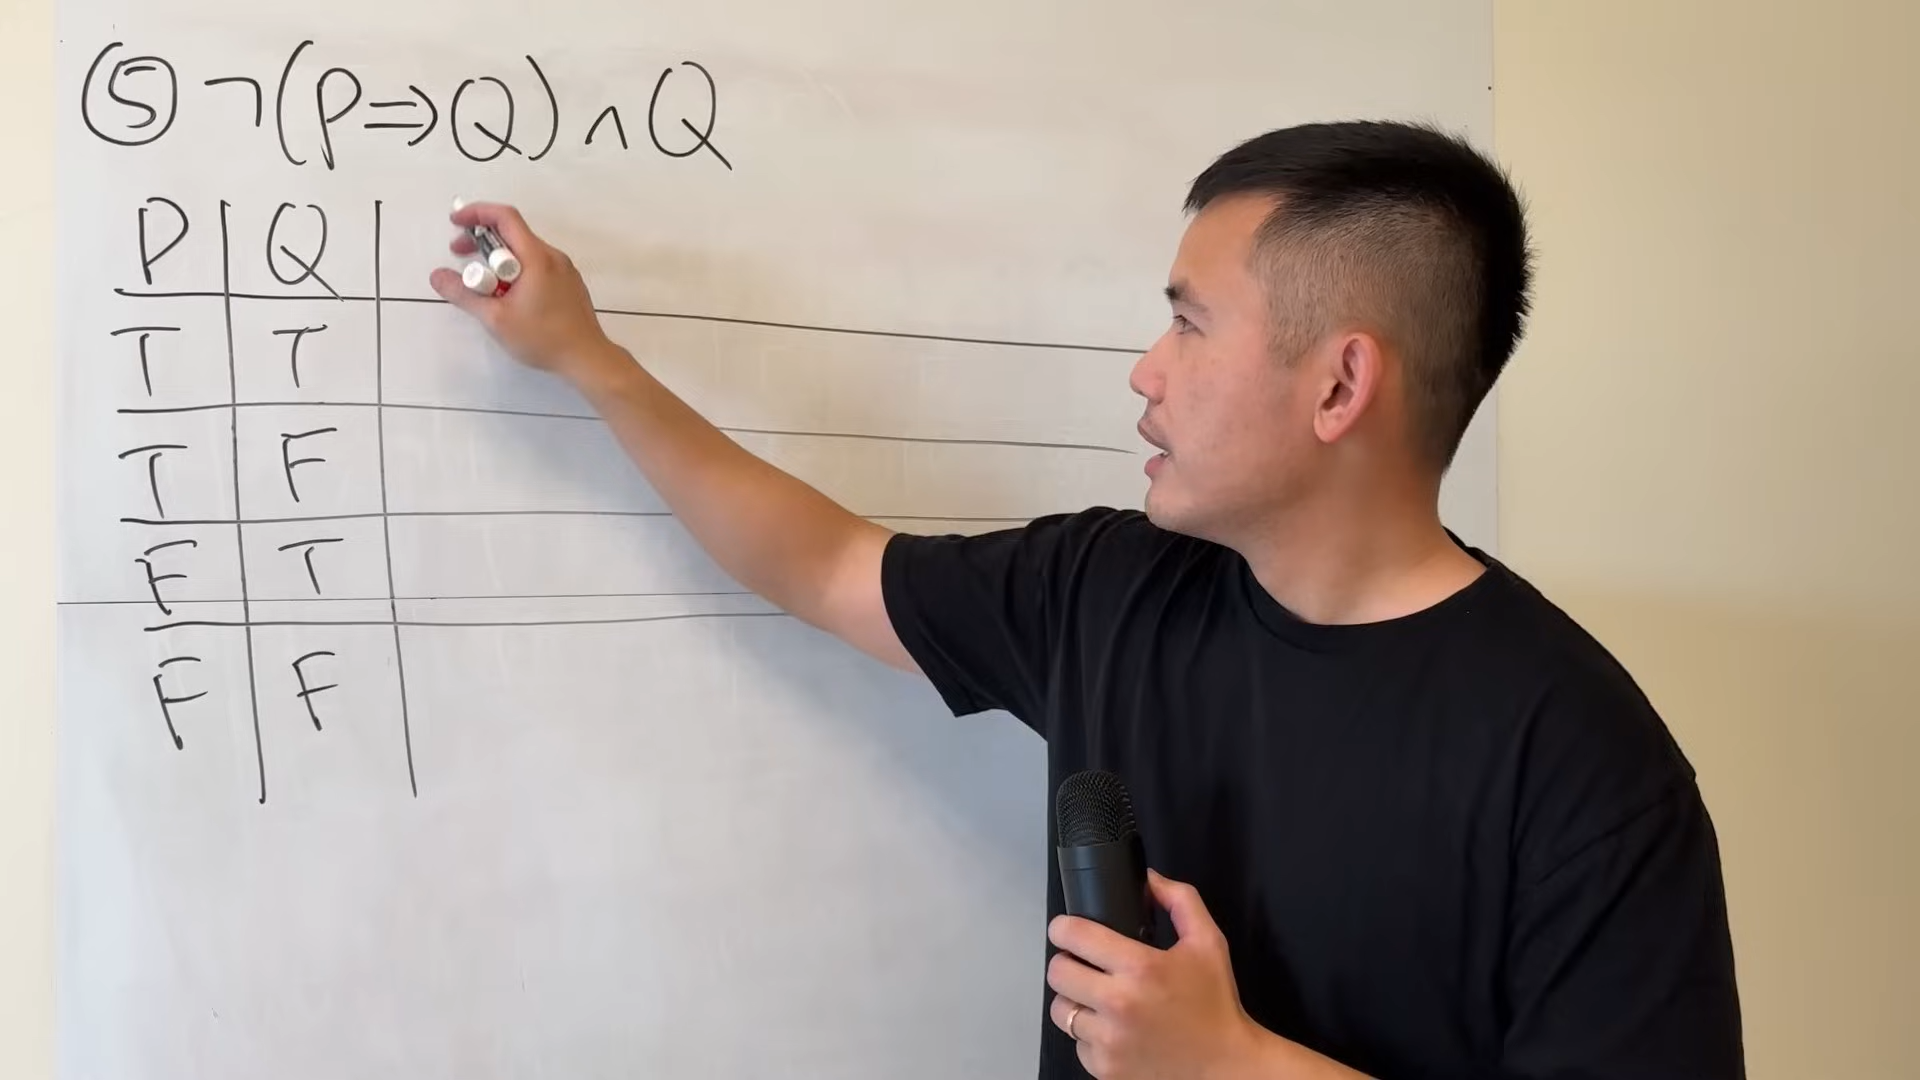 ⑤ ¬(P⇒Q)∧Q
P Q
T T
T F
F T
F F